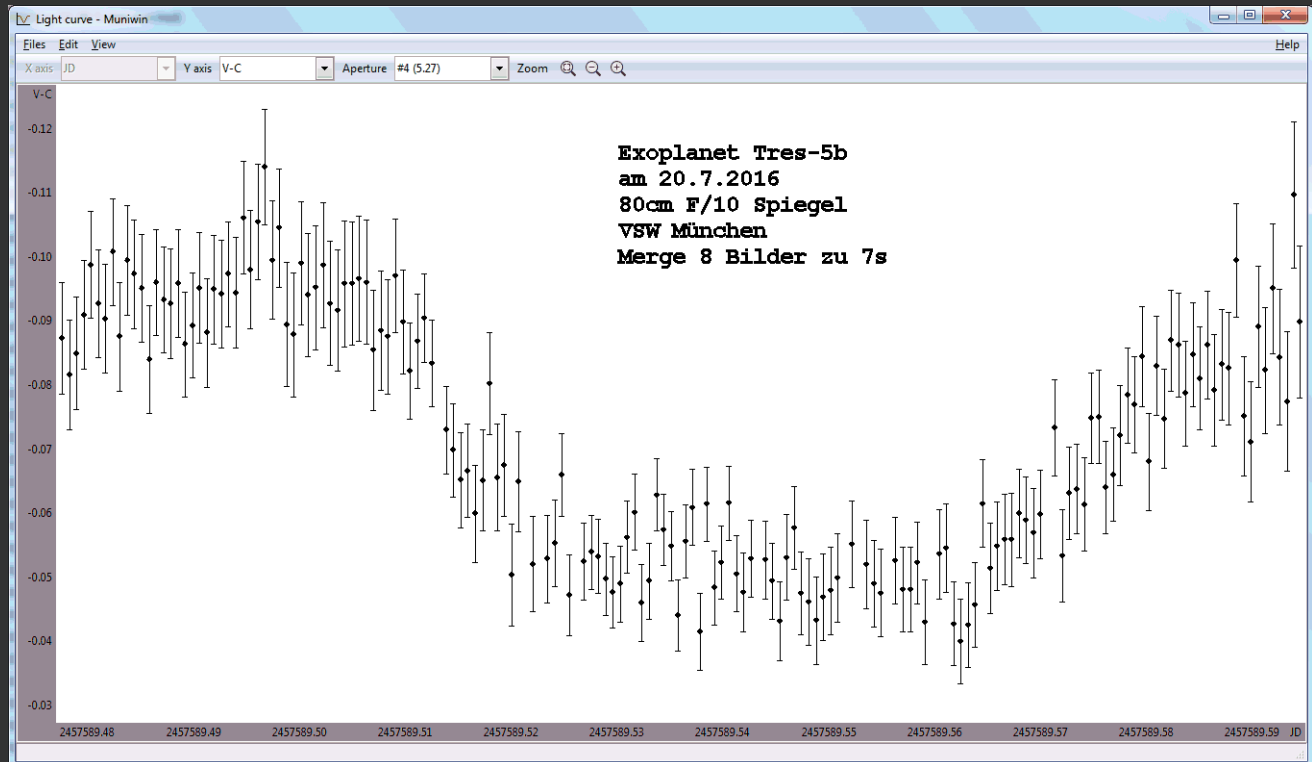 Light curve - Muniwin
Files Edit View Help
X axis JD Y axis V-C Aperture #4 (5.27) Zoom
V-C
-0.12
-0.11
-0.10
-0.09
-0.08
-0.07
-0.06
-0.05
-0.04
-0.03
Exoplanet Tres-5b
am 20.7.2016
80cm F/10 Spiegel
VSW München
Merge 8 Bilder zu 7s
2457589.48 2457589.49 2457589.50 2457589.51 2457589.52 2457589.53 2457589.54 2457589.55 2457589.56 2457589.57 2457589.58 2457589.59 JD